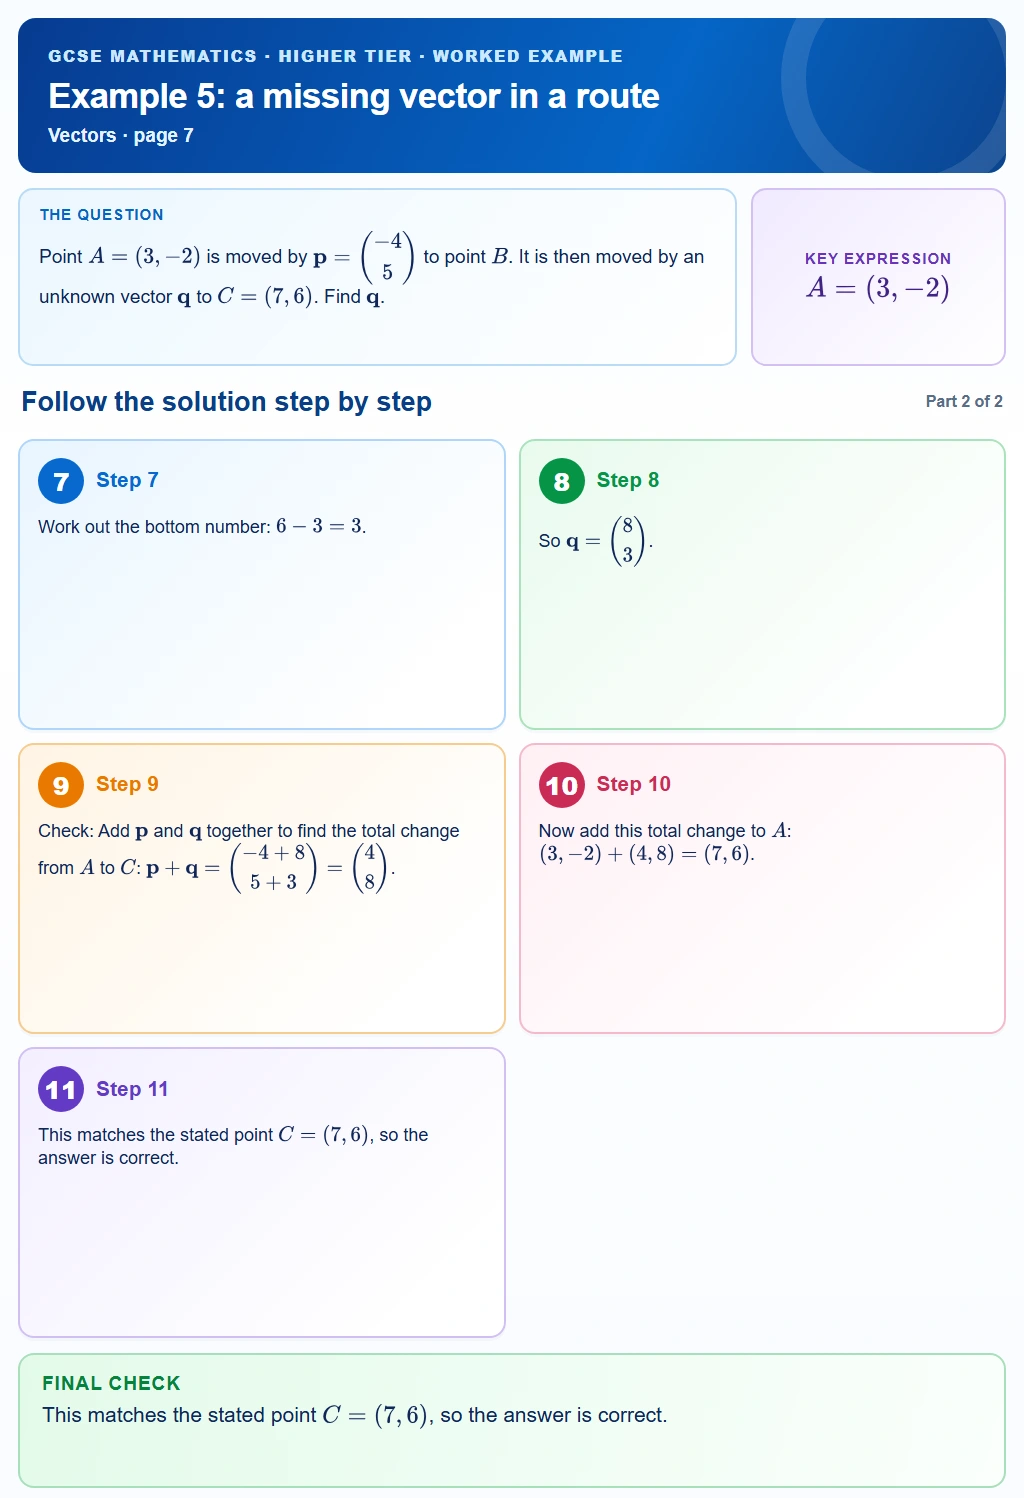 GCSE MATHEMATICS · HIGHER TIER · WORKED EXAMPLE
Example 5: a missing vector in a route
Vectors · page 7
THE QUESTION
Point A = (3, −2) is moved by p = (−4 5) to point B. It is then moved by an
unknown vector q to C = (7, 6). Find q.
KEY EXPRESSION
A = (3, −2)
Follow the solution step by step
Part 2 of 2
7 Step 7
Work out the bottom number: 6 − 3 = 3.
8 Step 8
So q = (8 3).
9 Step 9
Check: Add p and q together to find the total change
from A to C: p + q = (−4 + 8 5 + 3) = (4 8).
10 Step 10
Now add this total change to A:
(3, −2) + (4, 8) = (7, 6).
11 Step 11
This matches the stated point C = (7, 6), so the
answer is correct.
FINAL CHECK
This matches the stated point C = (7, 6), so the answer is correct.